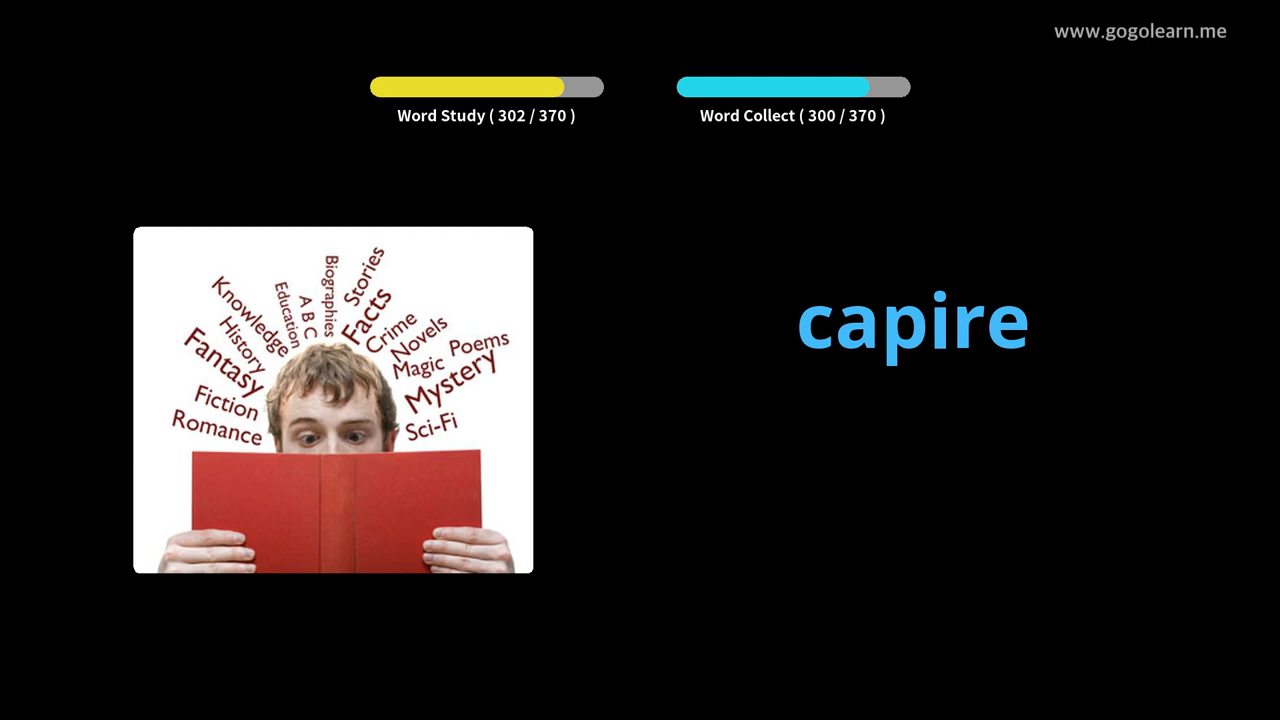 www.gogolearn.me
Word Study ( 302 / 370 )
Word Collect ( 300 / 370 )
capire
Knowledge
History
Fantasy
Fiction
Romance
Education
A B C
Biographies
Stories
Facts
Crime
Novels
Magic
Poems
Mystery
Sci-Fi